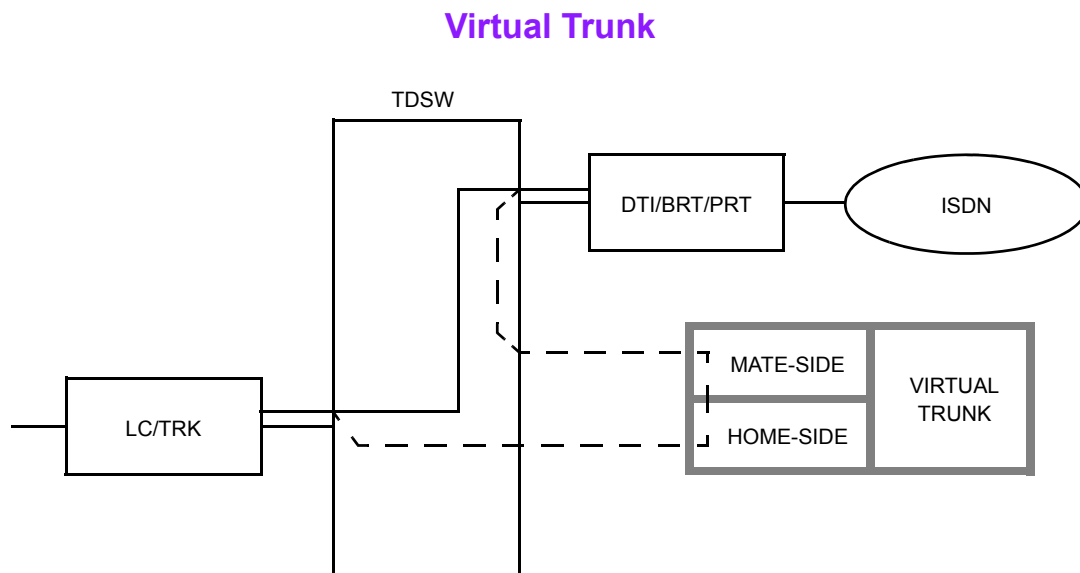 Virtual Trunk
TDSW
DTI/BRT/PRT
ISDN
MATE-SIDE
VIRTUAL
TRUNK
LC/TRK
HOME-SIDE